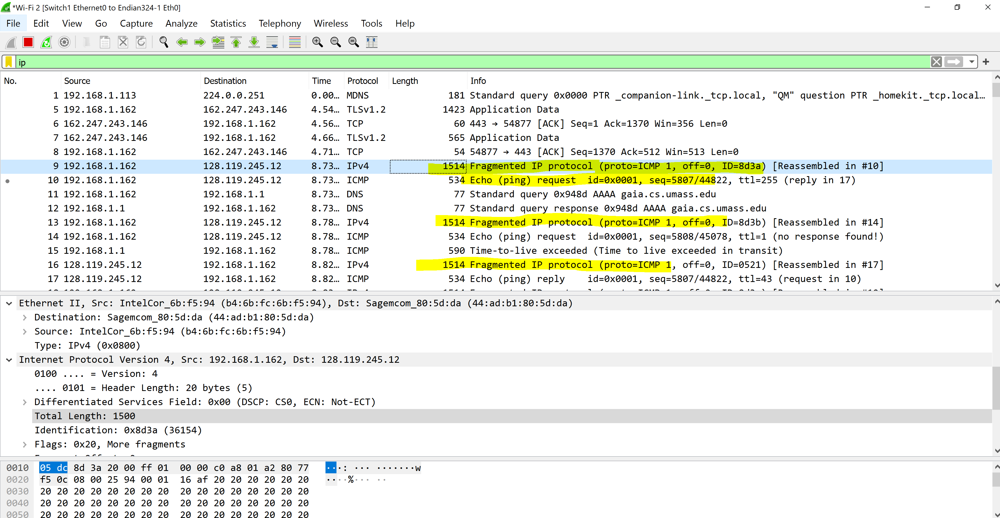 *Wi-Fi 2 [Switch1 Ethernet0 to Endian324-1 Eth0]
File Edit View Go Capture Analyze Statistics Telephony Wireless Tools Help
ip
No. Source Destination Time Protocol Length Info
1 192.168.1.113 224.0.0.251 0.00… MDNS 181 Standard query 0x0000 PTR _companion-link._tcp.local, "QM" question PTR _homekit._tcp.local…
5 192.168.1.162 162.247.243.146 4.54… TLSv1.2 1423 Application Data
6 162.247.243.146 192.168.1.162 4.56… TCP 60 443 → 54877 [ACK] Seq=1 Ack=1370 Win=356 Len=0
7 162.247.243.146 192.168.1.162 4.66… TLSv1.2 565 Application Data
8 192.168.1.162 162.247.243.146 4.71… TCP 54 54877 → 443 [ACK] Seq=1370 Ack=512 Win=513 Len=0
9 192.168.1.162 128.119.245.12 8.73… IPv4 1514 Fragmented IP protocol (proto=ICMP 1, off=0, ID=8d3a) [Reassembled in #10]
10 192.168.1.162 128.119.245.12 8.73… ICMP 534 Echo (ping) request id=0x0001, seq=5807/44822, ttl=255 (reply in 17)
11 192.168.1.162 192.168.1.1 8.73… DNS 77 Standard query 0x948d AAAA gaia.cs.umass.edu
12 192.168.1.1 192.168.1.162 8.73… DNS 77 Standard query response 0x948d AAAA gaia.cs.umass.edu
13 192.168.1.162 128.119.245.12 8.78… IPv4 1514 Fragmented IP protocol (proto=ICMP 1, off=0, ID=8d3b) [Reassembled in #14]
14 192.168.1.162 128.119.245.12 8.78… ICMP 534 Echo (ping) request id=0x0001, seq=5808/45078, ttl=1 (no response found!)
15 192.168.1.1 192.168.1.162 8.78… ICMP 590 Time-to-live exceeded (Time to live exceeded in transit)
16 128.119.245.12 192.168.1.162 8.82… IPv4 1514 Fragmented IP protocol (proto=ICMP 1, off=0, ID=0521) [Reassembled in #17]
17 128.119.245.12 192.168.1.162 8.82… ICMP 534 Echo (ping) reply id=0x0001, seq=5807/44822, ttl=43 (request in 10)
Ethernet II, Src: IntelCor_6b:f5:94 (b4:6b:fc:6b:f5:94), Dst: Sagemcom_80:5d:da (44:ad:b1:80:5d:da)
Destination: Sagemcom_80:5d:da (44:ad:b1:80:5d:da)
Source: IntelCor_6b:f5:94 (b4:6b:fc:6b:f5:94)
Type: IPv4 (0x0800)
Internet Protocol Version 4, Src: 192.168.1.162, Dst: 128.119.245.12
0100 .... = Version: 4
.... 0101 = Header Length: 20 bytes (5)
Differentiated Services Field: 0x00 (DSCP: CS0, ECN: Not-ECT)
Total Length: 1500
Identification: 0x8d3a (36154)
Flags: 0x20, More fragments
0010 05 dc 8d 3a 20 00 ff 01 00 00 c0 a8 01 a2 80 77 ···: ··· ·······w
0020 f5 0c 08 00 25 94 00 01 16 af 20 20 20 20 20 20 ····%··· ··
0030 20 20 20 20 20 20 20 20 20 20 20 20 20 20 20 20
0040 20 20 20 20 20 20 20 20 20 20 20 20 20 20 20 20
0050 20 20 20 20 20 20 20 20 20 20 20 20 20 20 20 20